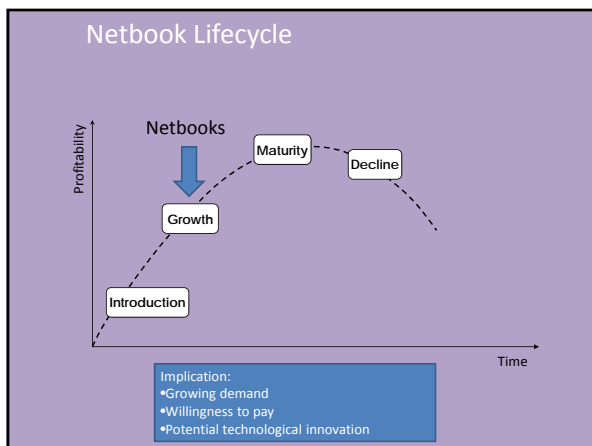 Netbook Lifecycle
Netbooks
Profitability
Maturity
Decline
Growth
Introduction
Time
Implication:
•Growing demand
•Willingness to pay
•Potential technological innovation